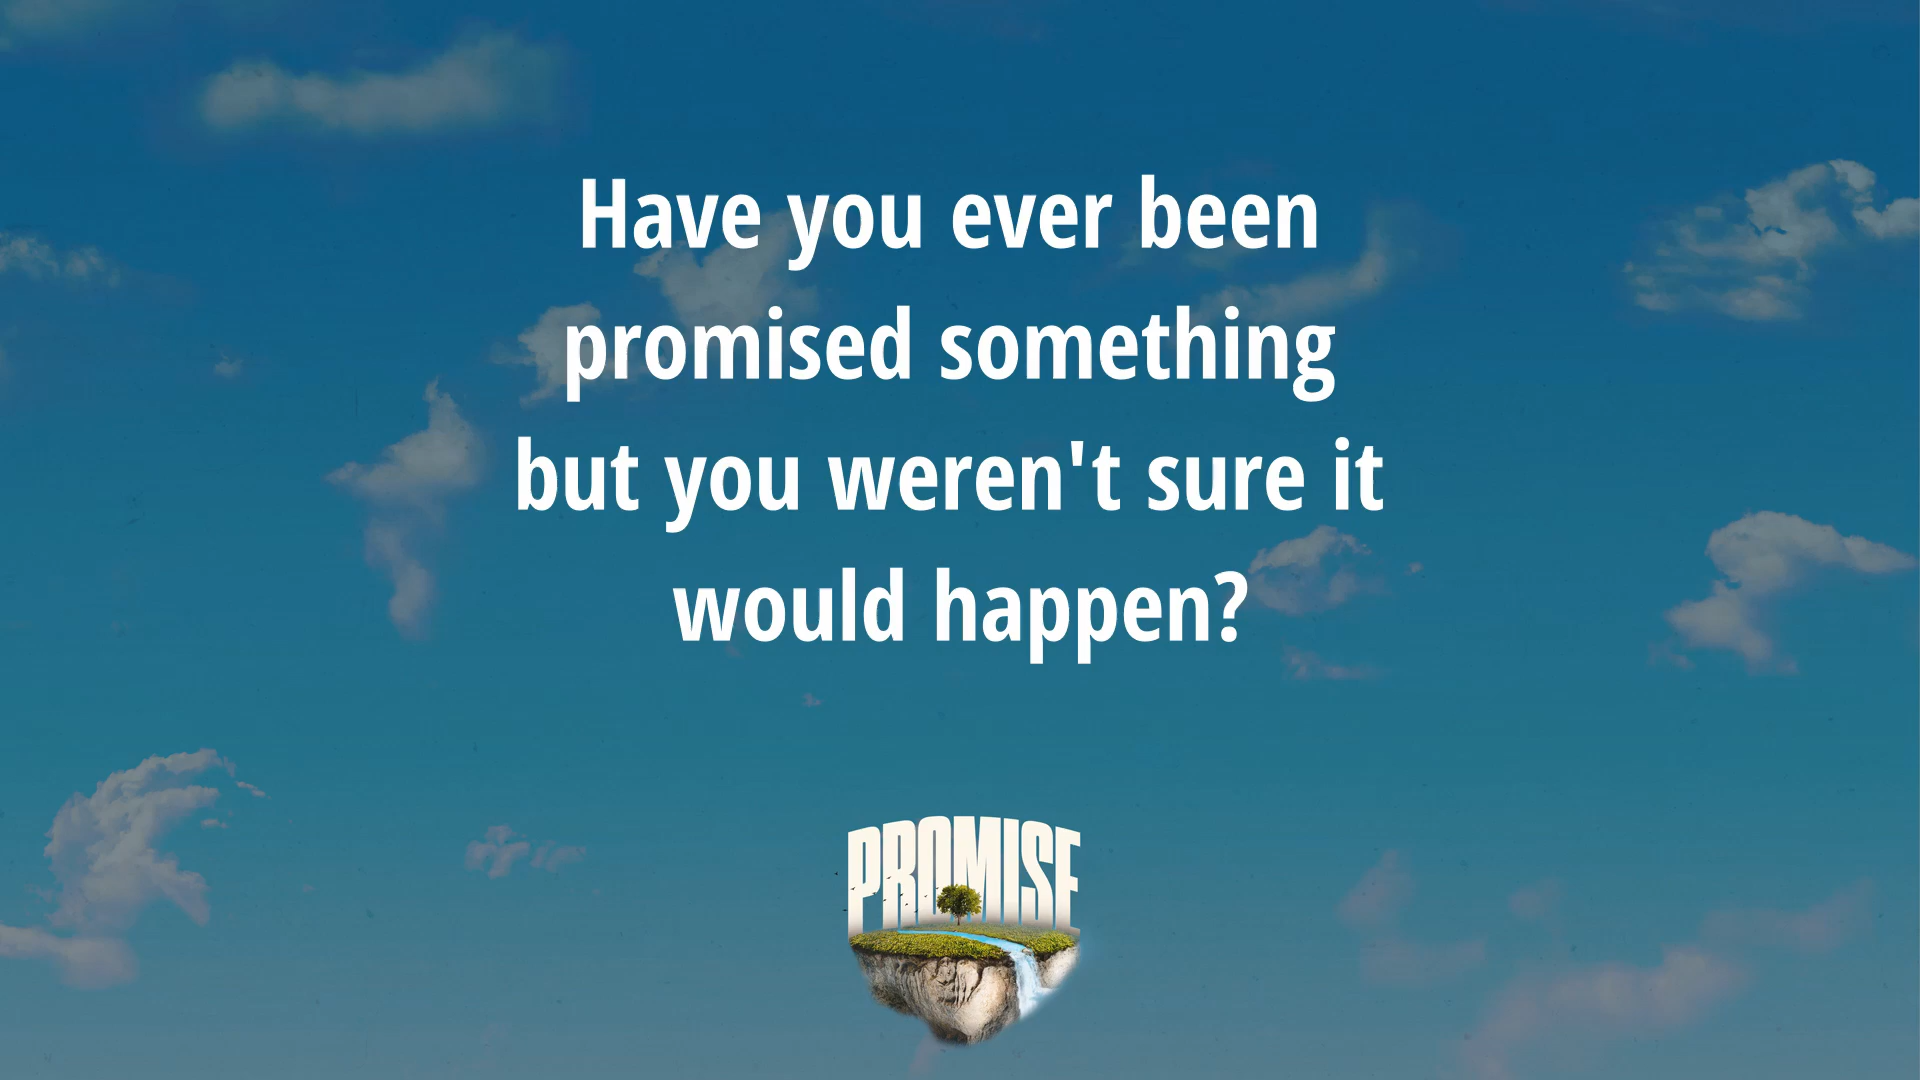 Have you ever been
promised something
but you weren't sure it
would happen?
PROMISE